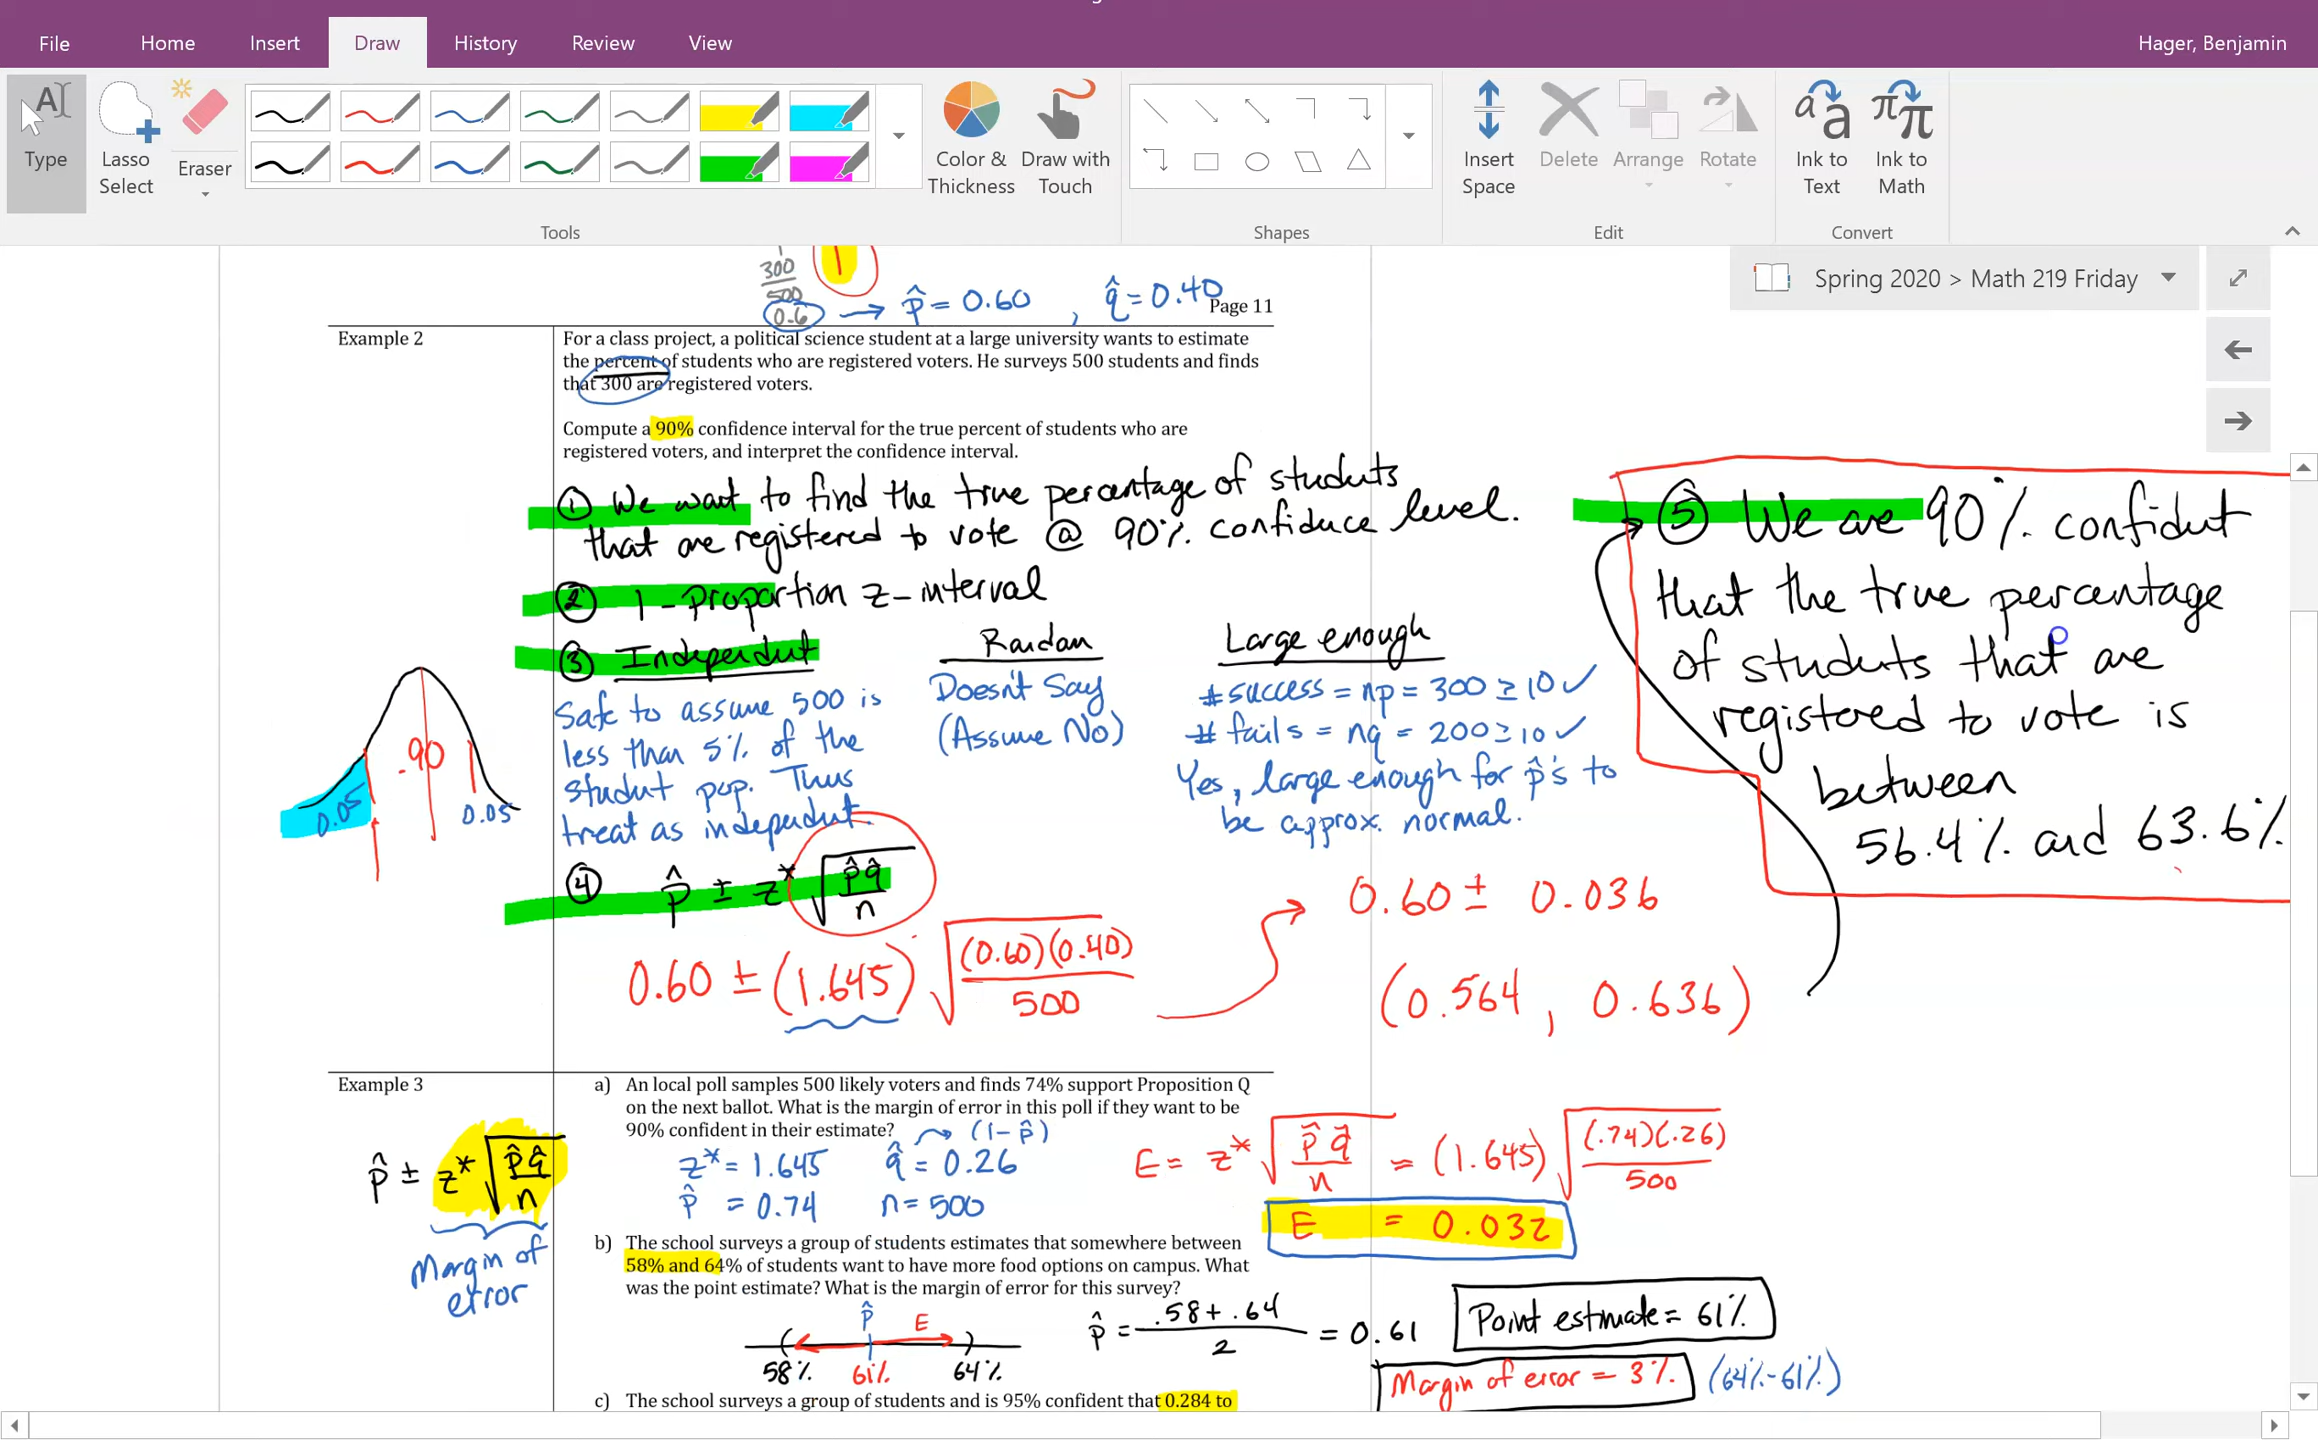 File Home Insert Draw History Review View Hager, Benjamin
Type
Lasso Select
Eraser
Color & Thickness
Draw with Touch
Insert Space
Delete
Arrange
Rotate
Ink to Text
Ink to Math
Tools Shapes Edit Convert
Spring 2020 > Math 219 Friday
300
500
0.6 → p̂ = 0.60 , q̂ = 0.40
Page 11
Example 2
For a class project, a political science student at a large university wants to estimate
the percent of students who are registered voters. He surveys 500 students and finds
that 300 are registered voters.
Compute a 90% confidence interval for the true percent of students who are
registered voters, and interpret the confidence interval.
① We want to find the true percentage of students
that are registered to vote @ 90% confiduce level.
② 1-proportion z-interval
③ Independut
Safe to assume 500 is
less than 5% of the
studut pop. Thus
treat as independut.
Random
Doesn't Say
(Assume No)
Large enough
# success = np = 300 ≥ 10 ✓
# fails = nq = 200 ≥ 10 ✓
Yes, large enough for p̂'s to
be approx. normal.
.90
0.05
0.05
④ p̂ ± z* √(p̂q̂/n)
0.60 ± (1.645) √((0.60)(0.40)/500)
0.60 ± 0.036
(0.564, 0.636)
⑤ We are 90% confidut
that the true percentage
of students that are
registered to vote is
between
56.4% and 63.6%
Example 3
a) An local poll samples 500 likely voters and finds 74% support Proposition Q
on the next ballot. What is the margin of error in this poll if they want to be
90% confident in their estimate?
(1-p̂)
z* = 1.645 q̂ = 0.26
p̂ = 0.74 n = 500
E = z* √(p̂q̂/n) = (1.645) √((.74)(.26)/500)
E = 0.032
p̂ ± z* √(p̂q̂/n)
Margin of
error
b) The school surveys a group of students estimates that somewhere between
58% and 64% of students want to have more food options on campus. What
was the point estimate? What is the margin of error for this survey?
p̂ E
58% 61% 64%
p̂ = (.58+.64)/2 = 0.61
Point estimate = 61%
Margin of error = 3% (64%-61%)
c) The school surveys a group of students and is 95% confident that 0.284 to